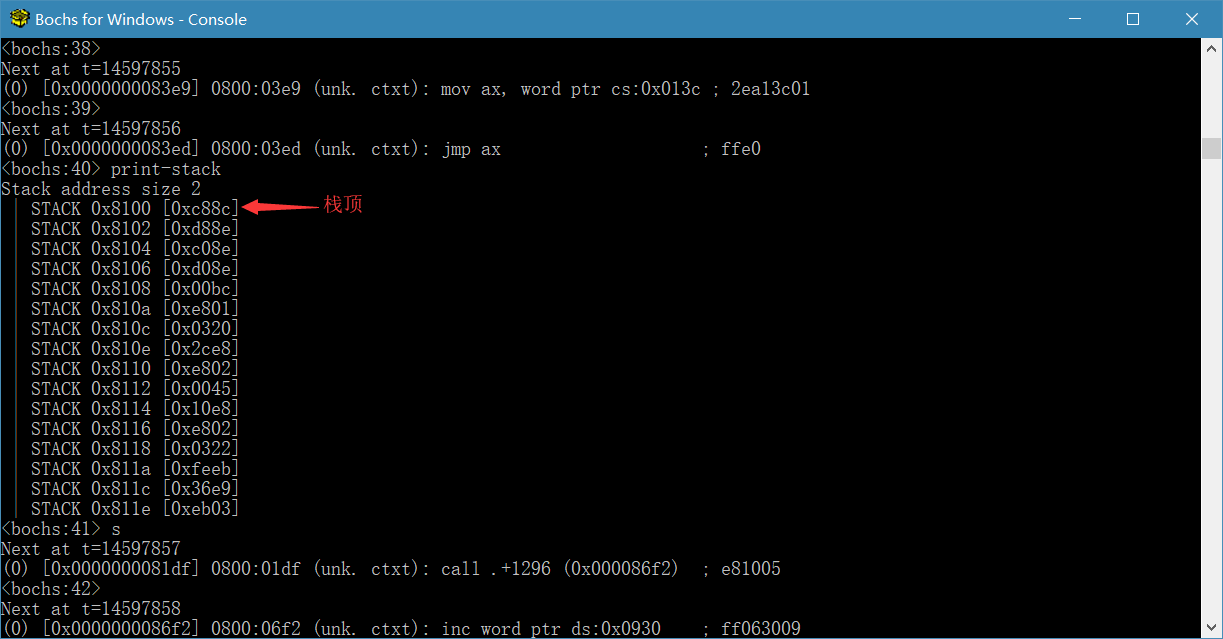 Bochs for Windows - Console
<bochs:38>
Next at t=14597855
(0) [0x0000000083e9] 0800:03e9 (unk. ctxt): mov ax, word ptr cs:0x013c ; 2ea13c01
<bochs:39>
Next at t=14597856
(0) [0x0000000083ed] 0800:03ed (unk. ctxt): jmp ax ; ffe0
<bochs:40> print-stack
Stack address size 2
STACK 0x8100 [0xc88c] 栈顶
STACK 0x8102 [0xd88e]
STACK 0x8104 [0xc08e]
STACK 0x8106 [0xd08e]
STACK 0x8108 [0x00bc]
STACK 0x810a [0xe801]
STACK 0x810c [0x0320]
STACK 0x810e [0x2ce8]
STACK 0x8110 [0xe802]
STACK 0x8112 [0x0045]
STACK 0x8114 [0x10e8]
STACK 0x8116 [0xe802]
STACK 0x8118 [0x0322]
STACK 0x811a [0xfeeb]
STACK 0x811c [0x36e9]
STACK 0x811e [0xeb03]
<bochs:41> s
Next at t=14597857
(0) [0x0000000081df] 0800:01df (unk. ctxt): call .+1296 (0x000086f2) ; e81005
<bochs:42>
Next at t=14597858
(0) [0x0000000086f2] 0800:06f2 (unk. ctxt): inc word ptr ds:0x0930 ; ff063009